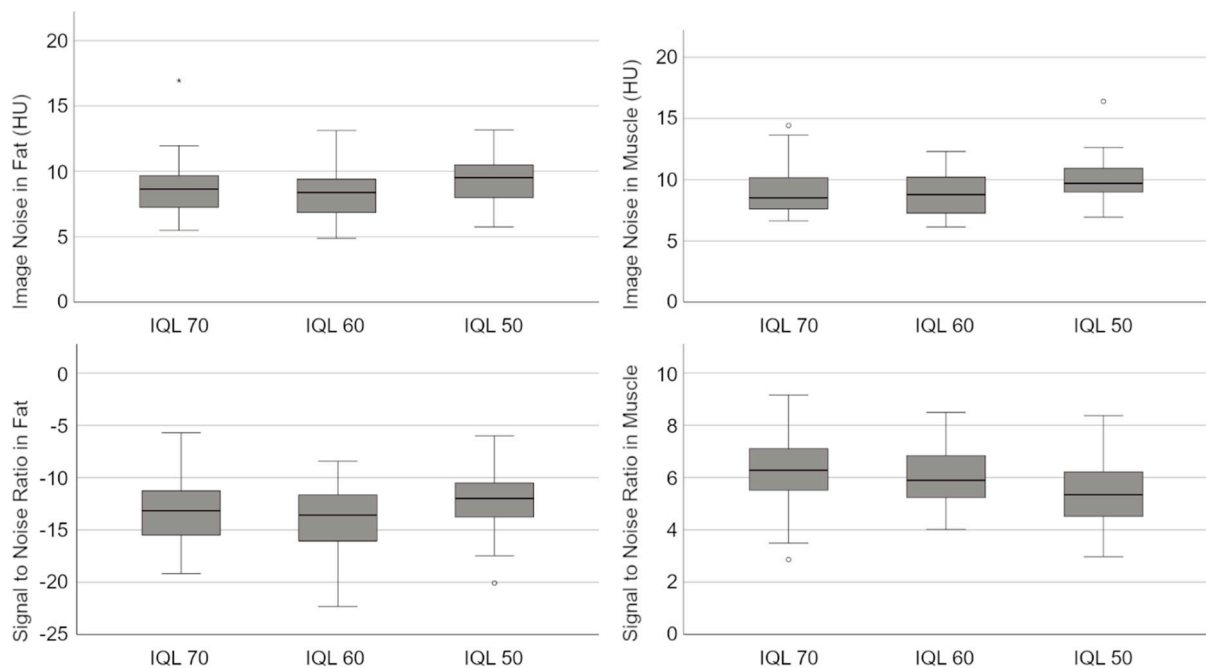 Image Noise in Fat (HU)
20
15
10
5
0
IQL 70
IQL 60
IQL 50
Image Noise in Muscle (HU)
20
15
10
5
0
IQL 70
IQL 60
IQL 50
Signal to Noise Ratio in Fat
0
-5
-10
-15
-20
-25
IQL 70
IQL 60
IQL 50
Signal to Noise Ratio in Muscle
10
8
6
4
2
0
IQL 70
IQL 60
IQL 50